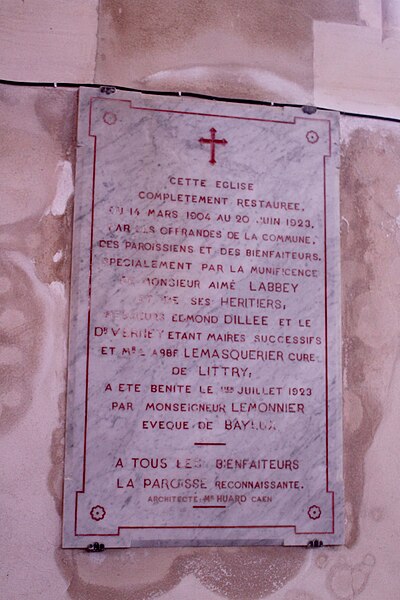 CETTE EGLISE
COMPLETEMENT RESTAUREE,
DU 14 MARS 1904 AU 20 JUIN 1923,
PAR LES OFFRANDES DE LA COMMUNE,
DES PAROISSIENS ET DES BIENFAITEURS,
SPECIALEMENT PAR LA MUNIFICENCE
DE MONSIEUR AIMÉ LABBEY
ET DE SES HERITIERS;
MESSIEURS EDMOND DILLEE ET LE
DR VERNET ETANT MAIRES SUCCESSIFS
ET MR L'ABBE LEMASQUERIER CURE
DE LITTRY;
A ETE BENITE LE 1ER JUILLET 1923
PAR MONSEIGNEUR LEMONNIER
EVEQUE DE BAYEUX
A TOUS LES BIENFAITEURS
LA PAROISSE RECONNAISSANTE.
ARCHITECTE: MR HUARD CAEN